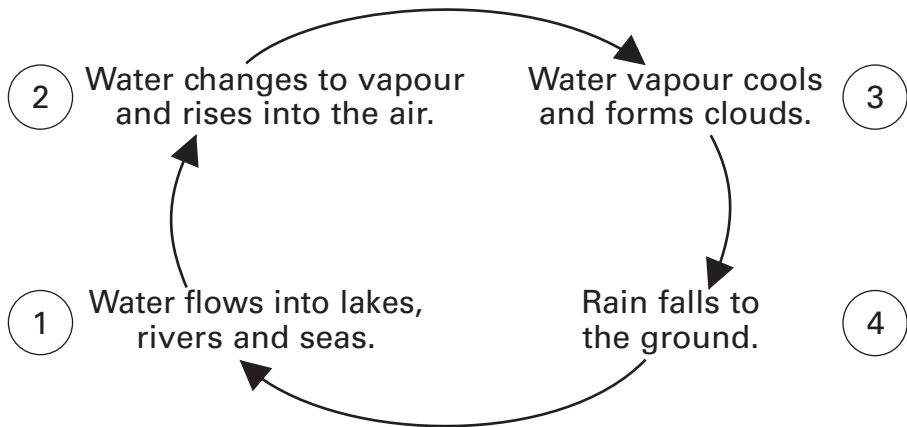 2
Water changes to vapour
and rises into the air.
Water vapour cools
and forms clouds.
3
1
Water flows into lakes,
rivers and seas.
Rain falls to
the ground.
4